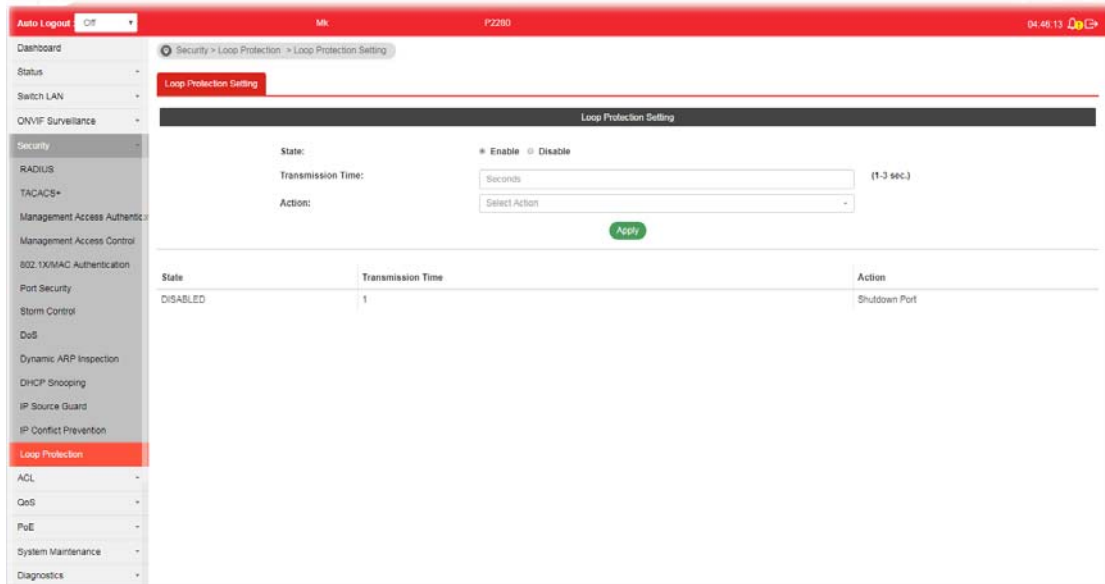 Auto Logout : Off Mk P2280 04:46:13
Dashboard
Status
Switch LAN
ONVIF Surveillance
Security
RADIUS
TACACS+
Management Access Authentica
Management Access Control
802.1X/MAC Authentication
Port Security
Storm Control
DoS
Dynamic ARP Inspection
DHCP Snooping
IP Source Guard
IP Conflict Prevention
Loop Protection
ACL
QoS
PoE
System Maintenance
Diagnostics
Security > Loop Protection > Loop Protection Setting
Loop Protection Setting
Loop Protection Setting
State: Enable Disable
Transmission Time: Seconds (1-3 sec.)
Action: Select Action
Apply
State Transmission Time Action
DISABLED 1 Shutdown Port